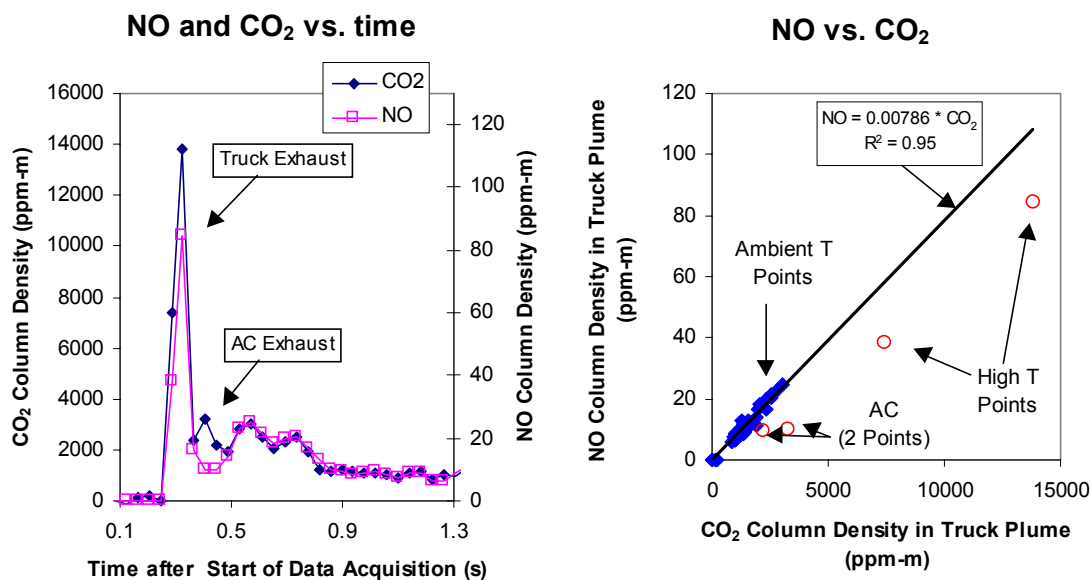 NO and CO₂ vs. time
CO2
NO
16000
14000
12000
10000
8000
6000
4000
2000
0
CO₂ Column Density (ppm-m)
120
100
80
60
40
20
0
NO Column Density (ppm-m)
Truck Exhaust
AC Exhaust
0.1 0.5 0.9 1.3
Time after Start of Data Acquisition (s)
NO vs. CO₂
120
100
80
60
40
20
0
NO Column Density in Truck Plume
(ppm-m)
NO = 0.00786 * CO₂
R² = 0.95
Ambient T
Points
High T
Points
AC
(2 Points)
0 5000 10000 15000
CO₂ Column Density in Truck Plume
(ppm-m)